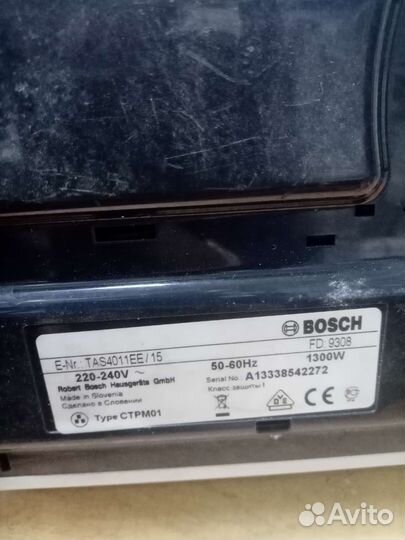 BOSCH
E-Nr.: TAS4011EE/15
FD: 9308
220-240V ~
50-60Hz
1300W
Robert Bosch Hausgeräte GmbH
Serial No.: A13338542272
Made in Slovenia
Класс защиты I
Сделано в Словении
Type CTPM01
Avito